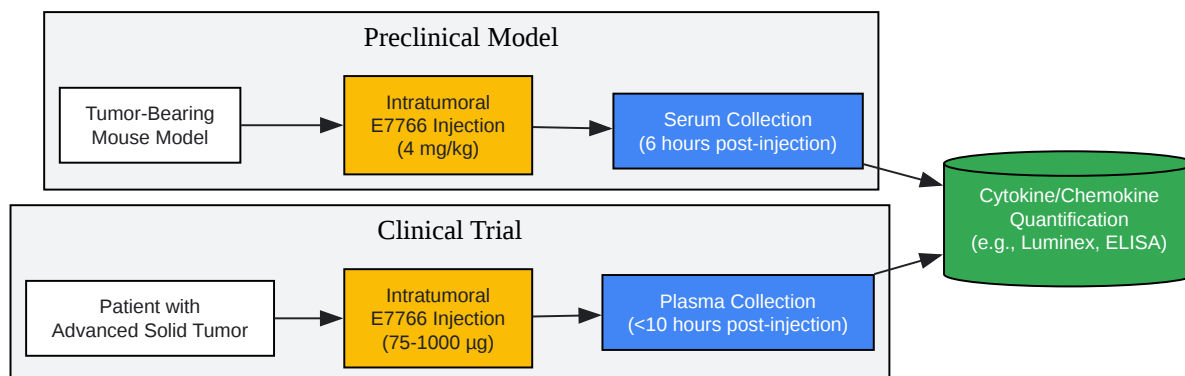 Preclinical Model
Tumor-Bearing
Mouse Model
Intratumoral
E7766 Injection
(4 mg/kg)
Serum Collection
(6 hours post-injection)
Clinical Trial
Patient with
Advanced Solid Tumor
Intratumoral
E7766 Injection
(75-1000 µg)
Plasma Collection
(<10 hours post-injection)
Cytokine/Chemokine
Quantification
(e.g., Luminex, ELISA)